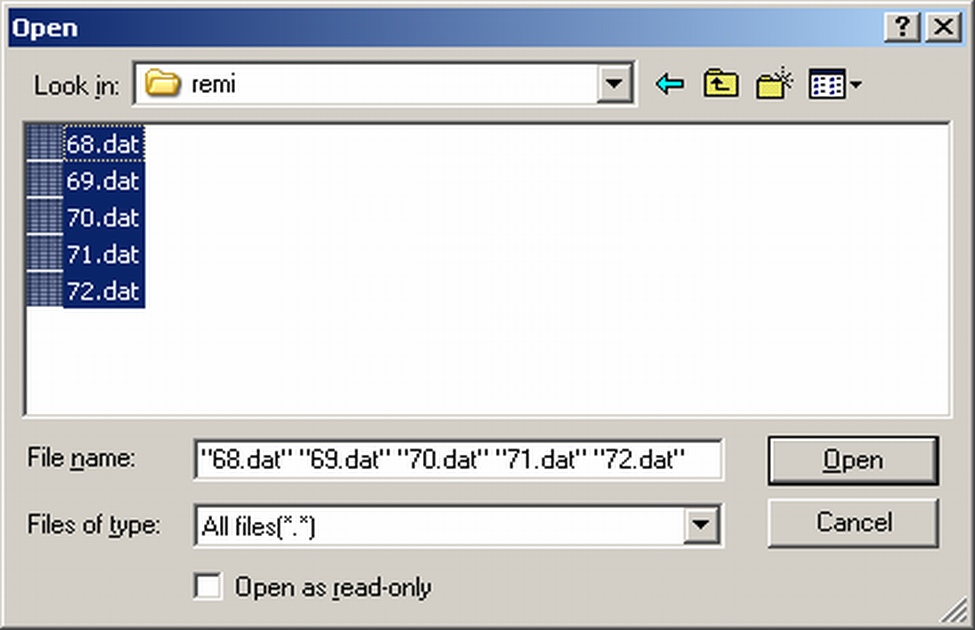 Open
Look in: remi
68.dat
69.dat
70.dat
71.dat
72.dat
File name: "68.dat" "69.dat" "70.dat" "71.dat" "72.dat" Open
Files of type: All files(*.*) Cancel
Open as read-only